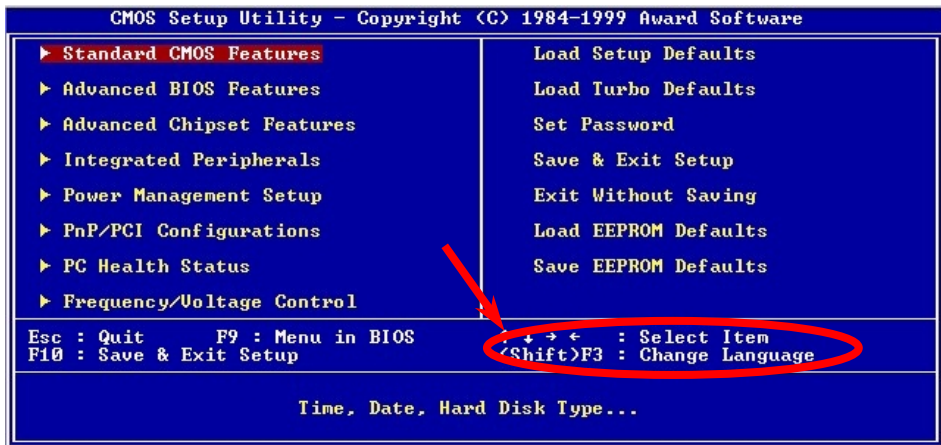 CMOS Setup Utility - Copyright (C) 1984-1999 Award Software
Standard CMOS Features
Advanced BIOS Features
Advanced Chipset Features
Integrated Peripherals
Power Management Setup
PnP/PCI Configurations
PC Health Status
Frequency/Voltage Control
Load Setup Defaults
Load Turbo Defaults
Set Password
Save & Exit Setup
Exit Without Saving
Load EEPROM Defaults
Save EEPROM Defaults
Esc : Quit F9 : Menu in BIOS ↑ ↓ → ← : Select Item
F10 : Save & Exit Setup (Shift)F3 : Change Language
Time, Date, Hard Disk Type...